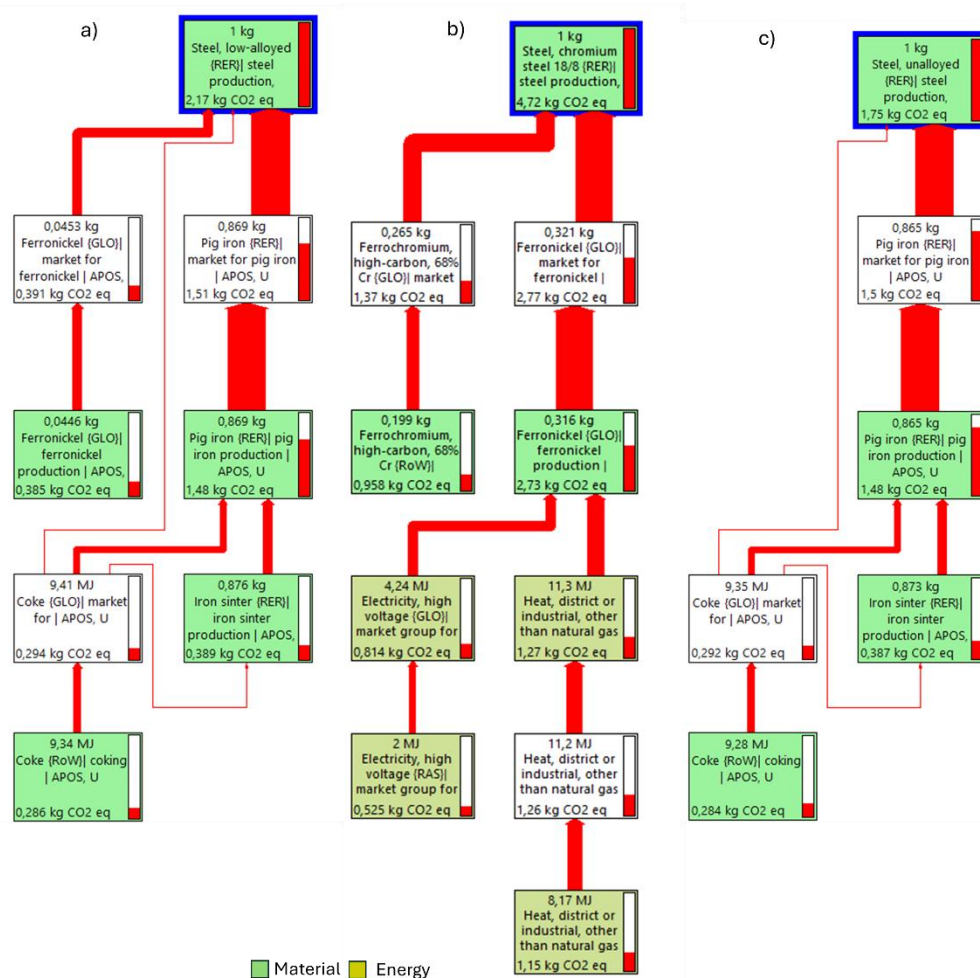 a)
1 kg
Steel, low-alloyed
{RER}| steel
production,
2,17 kg CO2 eq
0,0453 kg
Ferronickel {GLO}|
market for
ferronickel | APOS,
0,391 kg CO2 eq
0,869 kg
Pig iron {RER}|
market for pig iron
| APOS, U
1,51 kg CO2 eq
0,0446 kg
Ferronickel {GLO}|
ferronickel
production | APOS,
0,385 kg CO2 eq
0,869 kg
Pig iron {RER}| pig
iron production |
APOS, U
1,48 kg CO2 eq
9,41 MJ
Coke {GLO}| market
for | APOS, U
0,294 kg CO2 eq
0,876 kg
Iron sinter {RER}|
iron sinter
production | APOS,
0,389 kg CO2 eq
9,34 MJ
Coke {RoW}| coking
| APOS, U
0,286 kg CO2 eq
b)
1 kg
Steel, chromium
steel 18/8 {RER}|
steel production,
4,72 kg CO2 eq
0,265 kg
Ferrochromium,
high-carbon, 68%
Cr {GLO}| market
1,37 kg CO2 eq
0,321 kg
Ferronickel {GLO}|
market for
ferronickel |
2,77 kg CO2 eq
0,199 kg
Ferrochromium,
high-carbon, 68%
Cr {RoW}|
0,958 kg CO2 eq
0,316 kg
Ferronickel {GLO}|
ferronickel
production |
2,73 kg CO2 eq
4,24 MJ
Electricity, high
voltage {GLO}|
market group for
0,814 kg CO2 eq
11,3 MJ
Heat, district or
industrial, other
than natural gas
1,27 kg CO2 eq
2 MJ
Electricity, high
voltage {RAS}|
market group for
0,525 kg CO2 eq
11,2 MJ
Heat, district or
industrial, other
than natural gas
1,26 kg CO2 eq
8,17 MJ
Heat, district or
industrial, other
than natural gas
1,15 kg CO2 eq
c)
1 kg
Steel, unalloyed
{RER}| steel
production,
1,75 kg CO2 eq
0,865 kg
Pig iron {RER}|
market for pig iron
| APOS, U
1,5 kg CO2 eq
0,865 kg
Pig iron {RER}| pig
iron production |
APOS, U
1,48 kg CO2 eq
9,35 MJ
Coke {GLO}| market
for | APOS, U
0,292 kg CO2 eq
0,873 kg
Iron sinter {RER}|
iron sinter
production | APOS,
0,387 kg CO2 eq
9,28 MJ
Coke {RoW}| coking
| APOS, U
0,284 kg CO2 eq
Material Energy